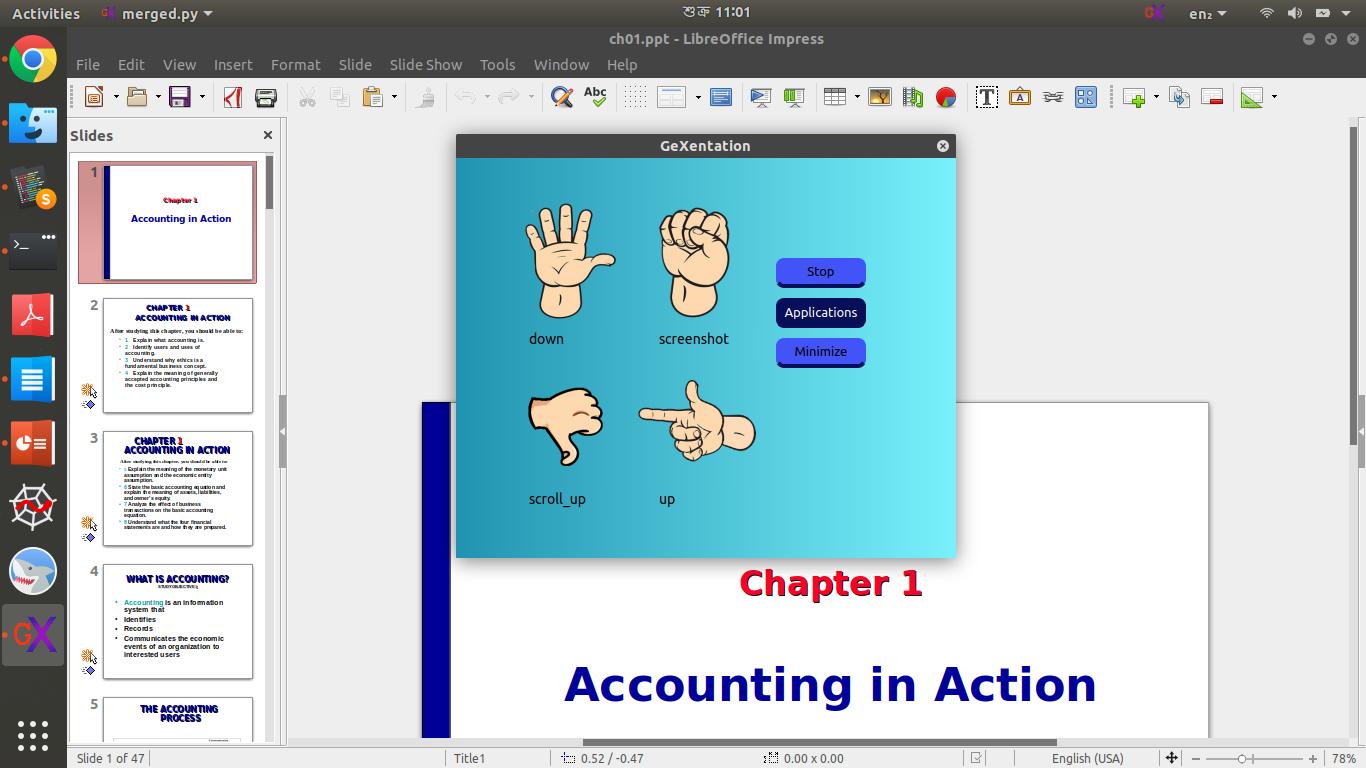 Activities
merged.py
শুক্র 11:01
en₂
ch01.ppt - LibreOffice Impress
File Edit View Insert Format Slide Slide Show Tools Window Help
Abc
Slides
1
Chapter 1
Accounting in Action
2
CHAPTER 1
ACCOUNTING IN ACTION
After studying this chapter, you should be able to:
1 Explain what accounting is.
2 Identify users and uses of
accounting.
3 Understand why ethics is a
fundamental business concept.
4 Explain the meaning of generally
accepted accounting principles and
the cost principle.
3
CHAPTER 1
ACCOUNTING IN ACTION
After studying this chapter, you should be able to:
5 Explain the meaning of the monetary unit
assumption and the economic entity
assumption.
6 State the basic accounting equation and
explain the meaning of assets, liabilities,
and owner's equity.
7 Analyze the effect of business
transactions on the basic accounting
equation.
8 Understand what the four financial
statements are and how they are prepared.
4
WHAT IS ACCOUNTING?
STUDY OBJECTIVE 1
• Accounting is an information
system that
• Identifies
• Records
• Communicates the economic
events of an organization to
interested users
5
THE ACCOUNTING
PROCESS
GeXentation
down
screenshot
scroll_up
up
Stop
Applications
Minimize
Chapter 1
Accounting in Action
GX
Slide 1 of 47
Title1
0.52 / -0.47
0.00 x 0.00
English (USA)
78%